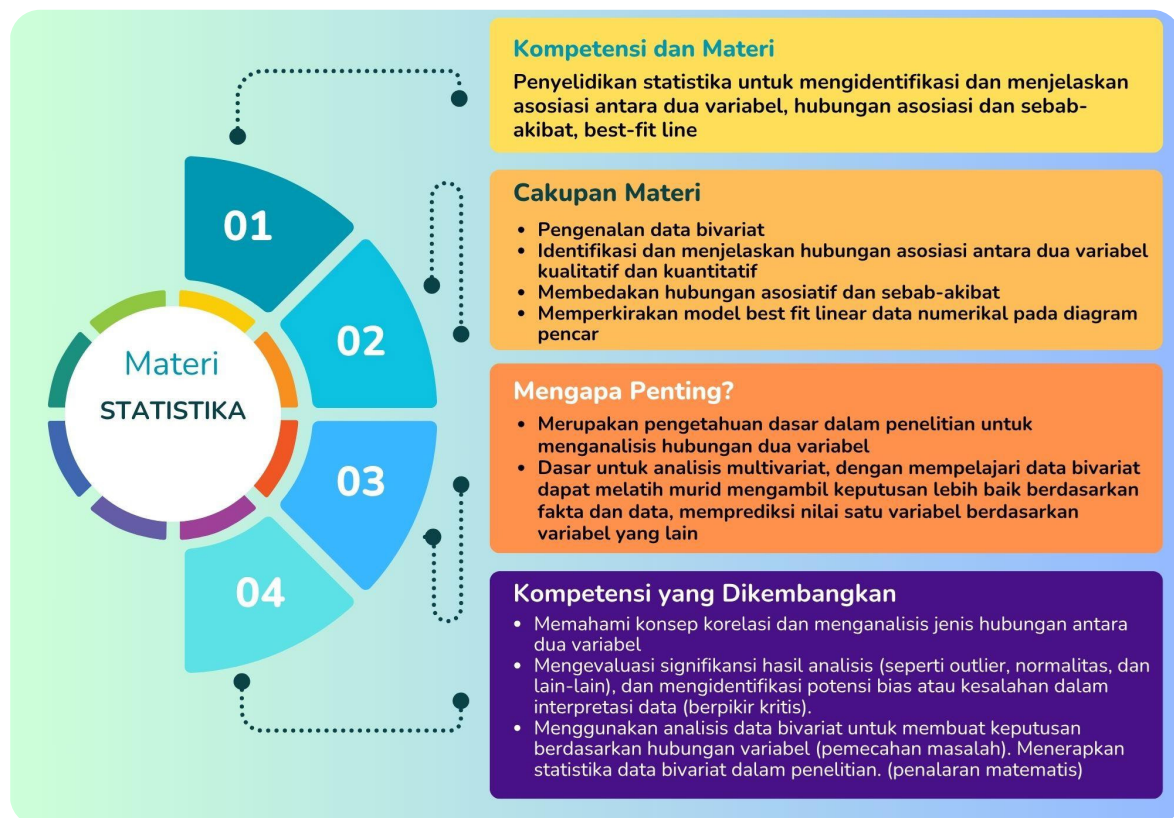 Materi
STATISTIKA
01
02
03
04
Kompetensi dan Materi
Penyelidikan statistika untuk mengidentifikasi dan menjelaskan
asosiasi antara dua variabel, hubungan asosiasi dan sebab-
akibat, best-fit line
Cakupan Materi
• Pengenalan data bivariat
• Identifikasi dan menjelaskan hubungan asosiasi antara dua variabel
kualitatif dan kuantitatif
• Membedakan hubungan asosiatif dan sebab-akibat
• Memperkirakan model best fit linear data numerikal pada diagram
pencar
Mengapa Penting?
• Merupakan pengetahuan dasar dalam penelitian untuk
menganalisis hubungan dua variabel
• Dasar untuk analisis multivariat, dengan mempelajari data bivariat
dapat melatih murid mengambil keputusan lebih baik berdasarkan
fakta dan data, memprediksi nilai satu variabel berdasarkan
variabel yang lain
Kompetensi yang Dikembangkan
• Memahami konsep korelasi dan menganalisis jenis hubungan antara
dua variabel
• Mengevaluasi signifikansi hasil analisis (seperti outlier, normalitas, dan
lain-lain), dan mengidentifikasi potensi bias atau kesalahan dalam
interpretasi data (berpikir kritis).
• Menggunakan analisis data bivariat untuk membuat keputusan
berdasarkan hubungan variabel (pemecahan masalah). Menerapkan
statistika data bivariat dalam penelitian. (penalaran matematis)